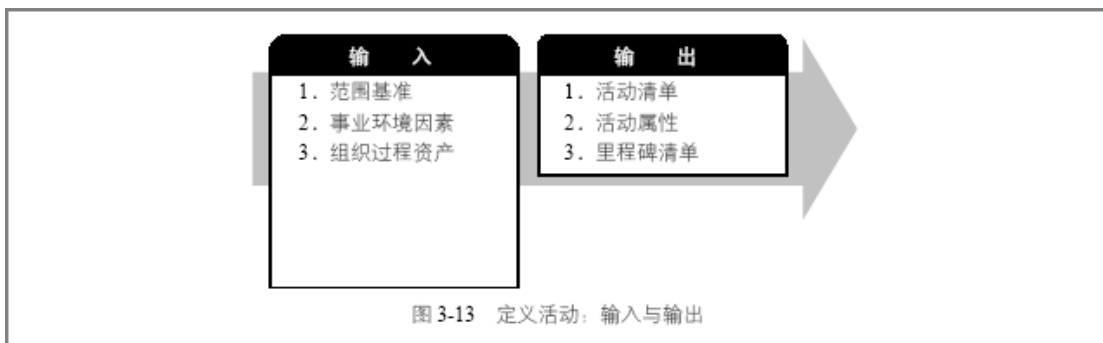 输 入
1. 范围基准
2. 事业环境因素
3. 组织过程资产
输 出
1. 活动清单
2. 活动属性
3. 里程碑清单
图 3-13 定义活动：输入与输出